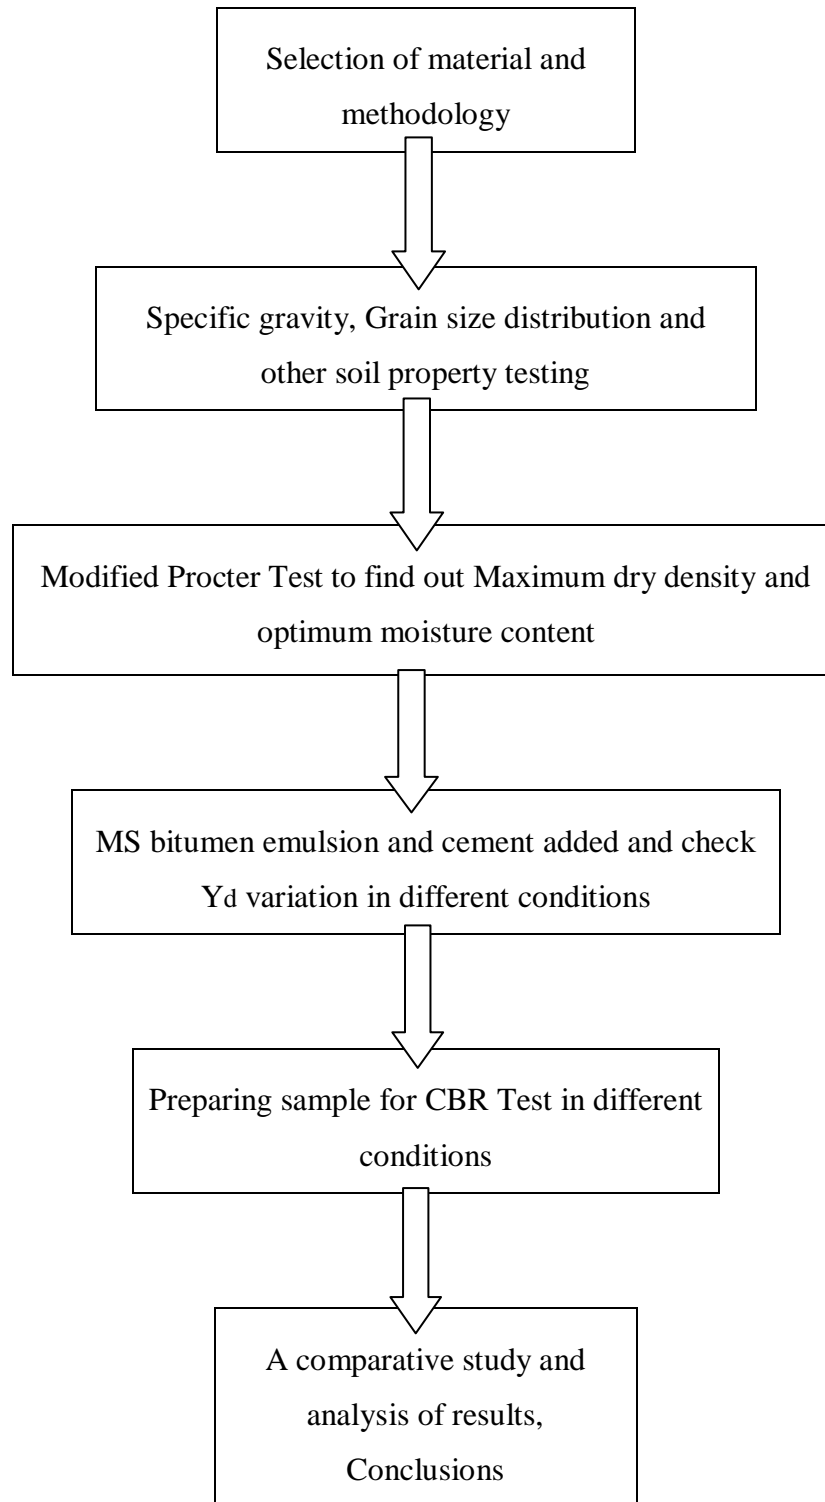 Selection of material and
methodology
Specific gravity, Grain size distribution and
other soil property testing
Modified Procter Test to find out Maximum dry density and
optimum moisture content
MS bitumen emulsion and cement added and check
Yd variation in different conditions
Preparing sample for CBR Test in different
conditions
A comparative study and
analysis of results,
Conclusions